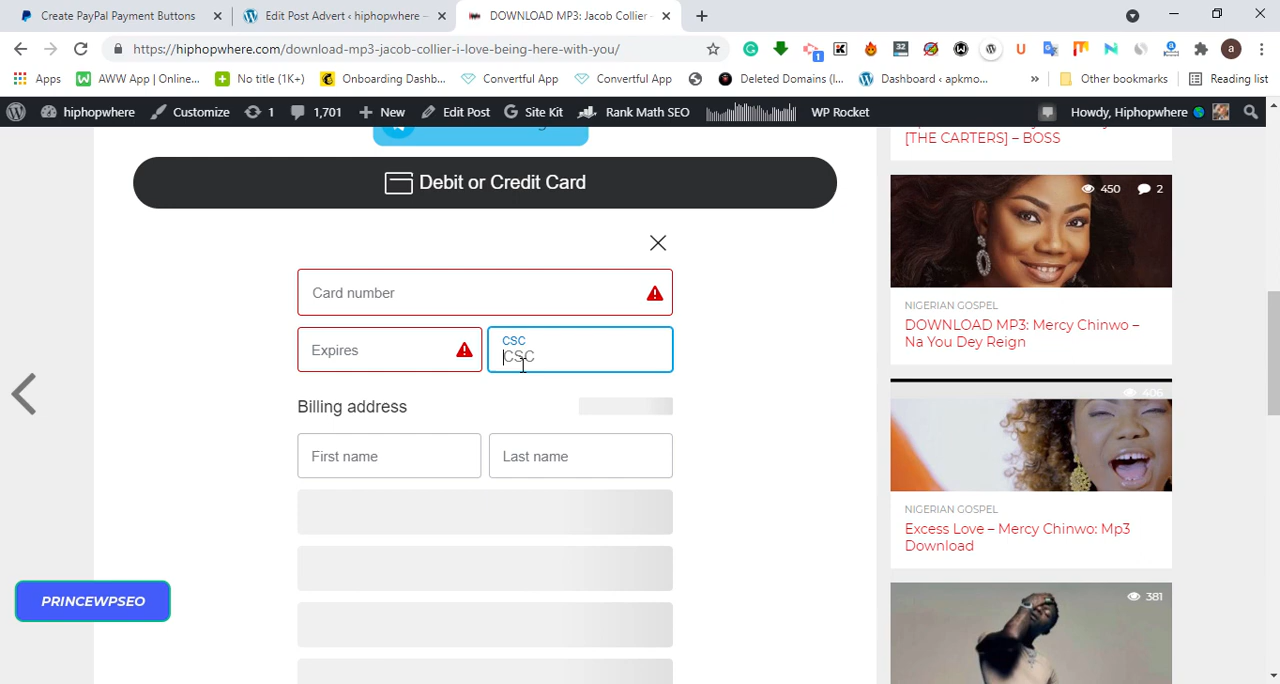 Create PayPal Payment Buttons
Edit Post Advert ‹ hiphopwhere —
DOWNLOAD MP3: Jacob Collier -
https://hiphopwhere.com/download-mp3-jacob-collier-i-love-being-here-with-you/
Apps
AWW App | Online...
No title (1K+)
Onboarding Dashb...
Convertful App
Convertful App
Deleted Domains (I...
Dashboard ‹ apkmo...
»
Other bookmarks
Reading list
hiphopwhere
Customize
1
1,701
New
Edit Post
Site Kit
Rank Math SEO
WP Rocket
Howdy, Hiphopwhere
[THE CARTERS] – BOSS
Debit or Credit Card
450
2
Card number
Expires
CSC
CSC
NIGERIAN GOSPEL
DOWNLOAD MP3: Mercy Chinwo –
Na You Dey Reign
Billing address
406
First name
Last name
NIGERIAN GOSPEL
Excess Love – Mercy Chinwo: Mp3
Download
PRINCEWPSEO
381